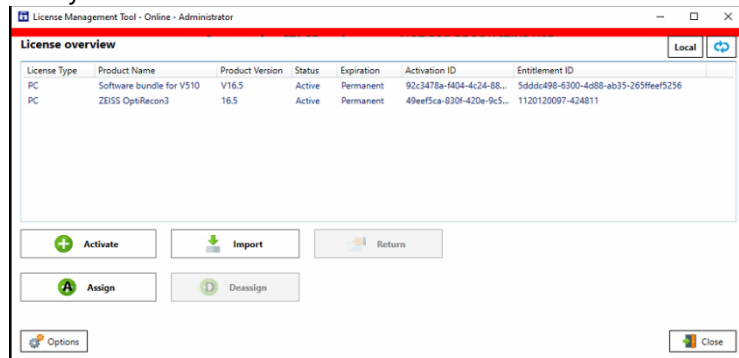 License Management Tool - Online - Administrator
License overview
Local
License Type Product Name Product Version Status Expiration Activation ID Entitlement ID
PC Software bundle for V510 V16.5 Active Permanent 92c3478a-f404-4c24-88... 5dddc498-6300-4d88-ab35-265ffeef5256
PC ZEISS OptiRecon3 16.5 Active Permanent 49eef5ca-830f-420e-9c5... 1120120097-424811
Activate Import Return
Assign Deassign
Options Close